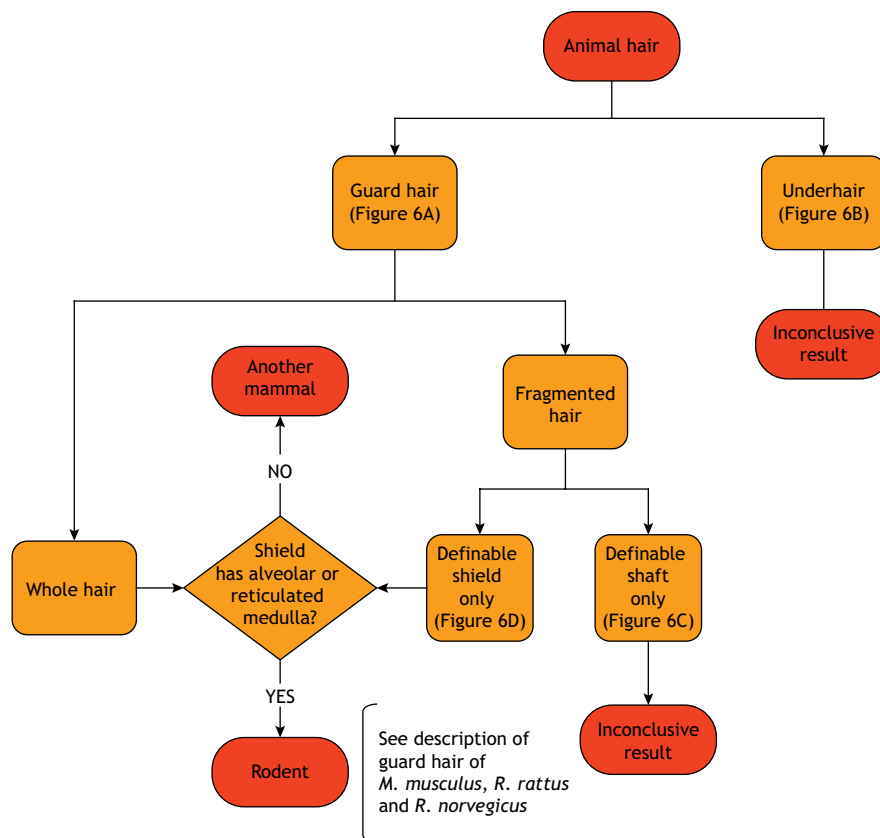 Animal hair
Guard hair
(Figure 6A)
Underhair
(Figure 6B)
Inconclusive
result
Another
mammal
Fragmented
hair
NO
Whole hair
Shield
has alveolar or
reticulated
medulla?
Definable
shield
only
(Figure 6D)
Definable
shaft
only
(Figure 6C)
YES
Rodent
See description of
guard hair of
M. musculus, R. rattus
and R. norvegicus
Inconclusive
result